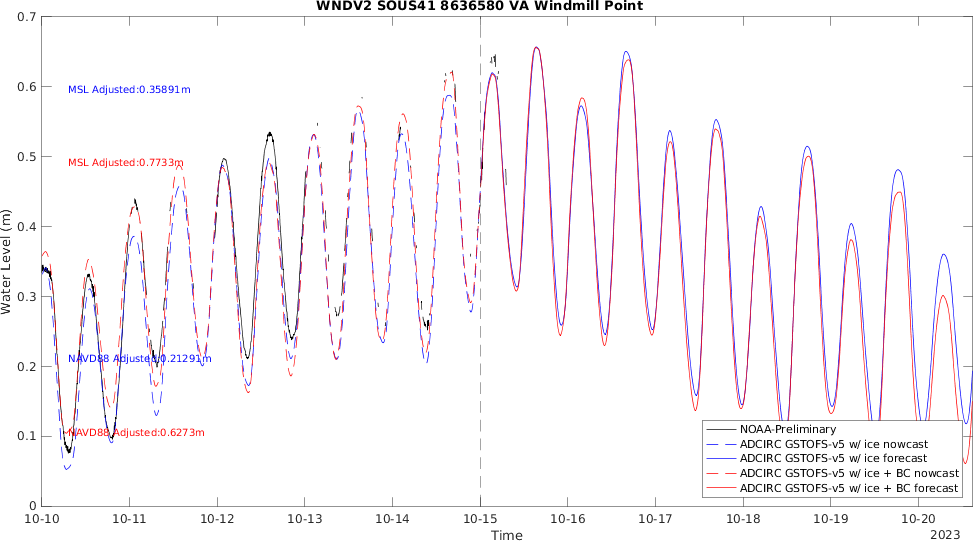 WNDV2 SOUS41 8636580 VA Windmill Point
0.7
0.6
0.5
0.4
0.3
0.2
0.1
0
Water Level (m)
MSL Adjusted:0.35891m
MSL Adjusted:0.7733m
NAVD88 Adjusted:0.21291m
NAVD88 Adjusted:0.6273m
NOAA-Preliminary
ADCIRC GSTOFS-v5 w/ ice nowcast
ADCIRC GSTOFS-v5 w/ ice forecast
ADCIRC GSTOFS-v5 w/ ice + BC nowcast
ADCIRC GSTOFS-v5 w/ ice + BC forecast
10-10 10-11 10-12 10-13 10-14 10-15 10-16 10-17 10-18 10-19 10-20
Time
2023